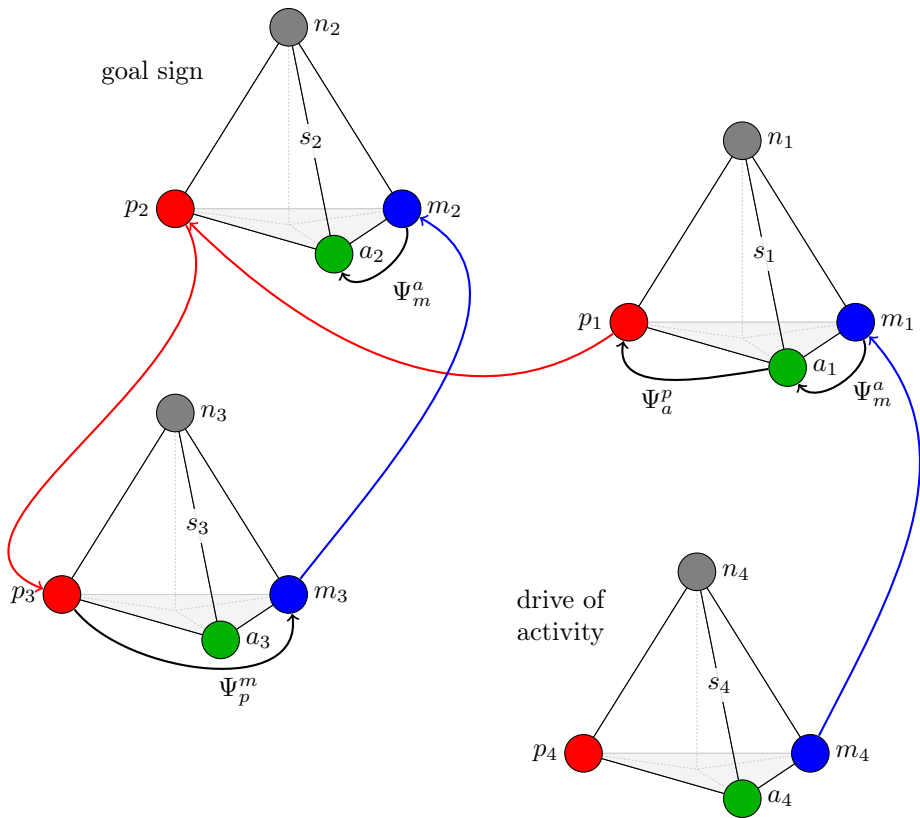 n₂
goal sign
s₂
p₂
m₂
a₂
Ψₘᵃ
n₁
s₁
p₁
m₁
a₁
Ψₐᵖ
Ψₘᵃ
n₃
s₃
p₃
m₃
a₃
Ψₚᵐ
n₄
drive of
activity
s₄
p₄
m₄
a₄